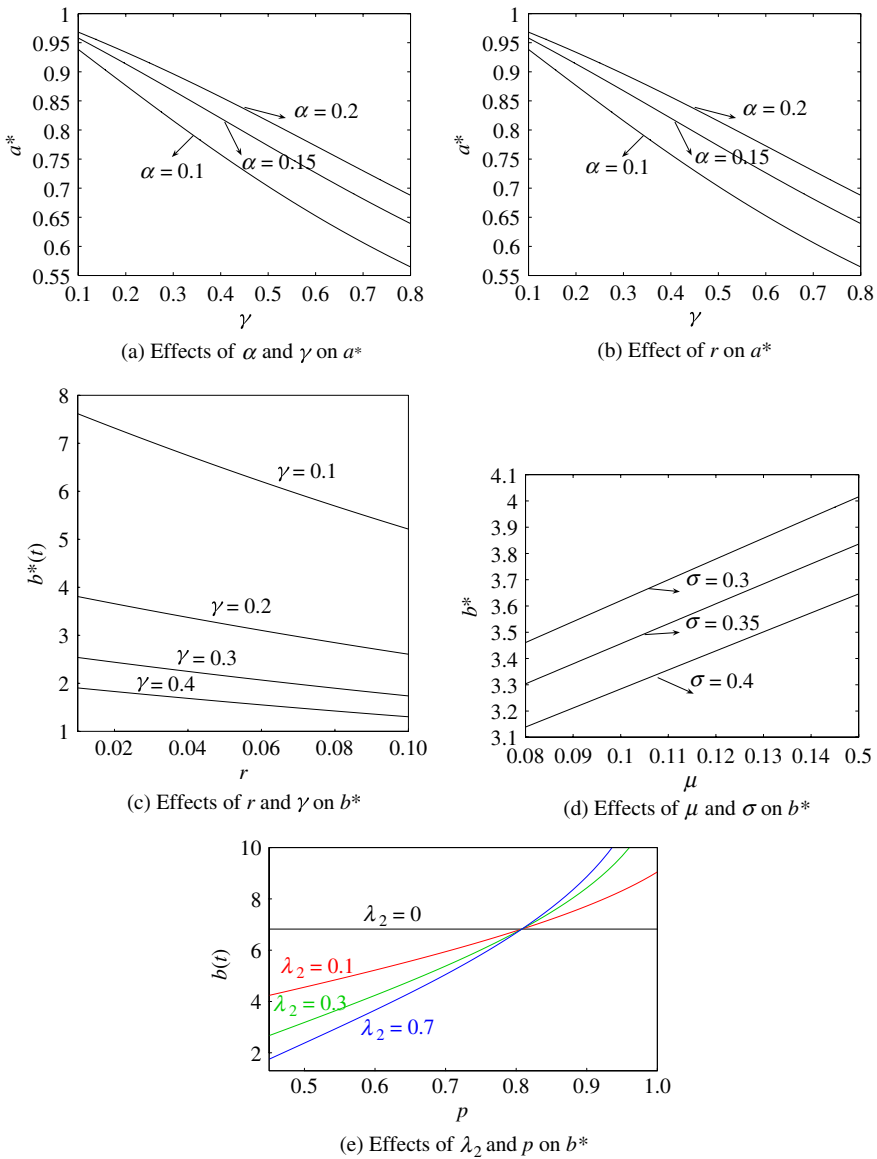 1
0.95
0.9
0.85
0.8
0.75
0.7
0.65
0.6
0.55
a*
α = 0.2
α = 0.15
α = 0.1
0.1 0.2 0.3 0.4 0.5 0.6 0.7 0.8
γ
(a) Effects of α and γ on a*
1
0.95
0.9
0.85
0.8
0.75
0.7
0.65
0.6
0.55
a*
α = 0.2
α = 0.15
α = 0.1
0.1 0.2 0.3 0.4 0.5 0.6 0.7 0.8
γ
(b) Effect of r on a*
8
7
6
5
4
3
2
1
b*(t)
γ = 0.1
γ = 0.2
γ = 0.3
γ = 0.4
0.02 0.04 0.06 0.08 0.10
r
(c) Effects of r and γ on b*
4.1
4
3.9
3.8
3.7
3.6
3.5
3.4
3.3
3.2
3.1
b*
σ = 0.3
σ = 0.35
σ = 0.4
0.08 0.09 0.1 0.11 0.12 0.13 0.14 0.5
μ
(d) Effects of μ and σ on b*
10
8
6
4
2
b(t)
λ₂ = 0
λ₂ = 0.1
λ₂ = 0.3
λ₂ = 0.7
0.5 0.6 0.7 0.8 0.9 1.0
p
(e) Effects of λ₂ and p on b*